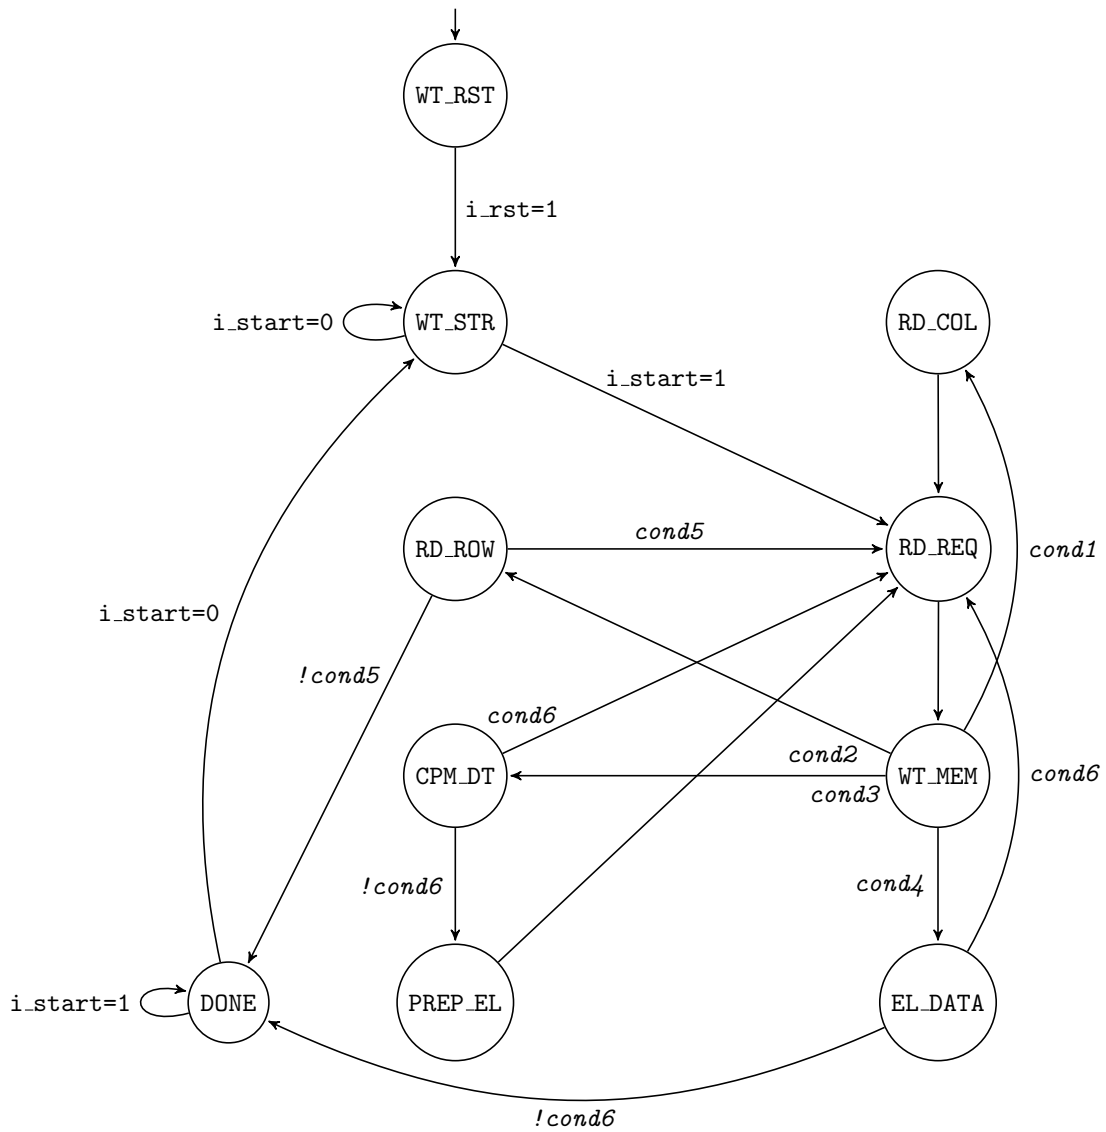 WT_RST
i_rst=1
i_start=0
WT_STR
RD_COL
i_start=1
RD_ROW
cond5
RD_REQ
cond1
i_start=0
!cond5
cond6
CPM_DT
cond2
cond3
WT_MEM
cond6
!cond6
cond4
i_start=1
DONE
PREP_EL
EL_DATA
!cond6